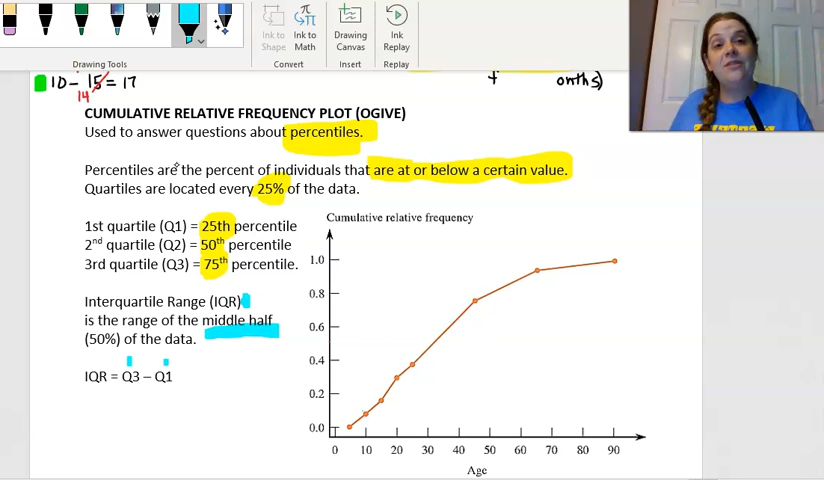 Ink to
Shape
Ink to
Math
Drawing
Canvas
Ink
Replay
Drawing Tools
Convert
Insert
Replay
10 - 15 = 17
14
onths)
CUMULATIVE RELATIVE FREQUENCY PLOT (OGIVE)
Used to answer questions about percentiles.
Percentiles are the percent of individuals that are at or below a certain value.
Quartiles are located every 25% of the data.
1st quartile (Q1) = 25th percentile
2nd quartile (Q2) = 50th percentile
3rd quartile (Q3) = 75th percentile.
Interquartile Range (IQR)
is the range of the middle half
(50%) of the data.
IQR = Q3 – Q1
Cumulative relative frequency
1.0
0.8
0.6
0.4
0.2
0.0
0 10 20 30 40 50 60 70 80 90
Age